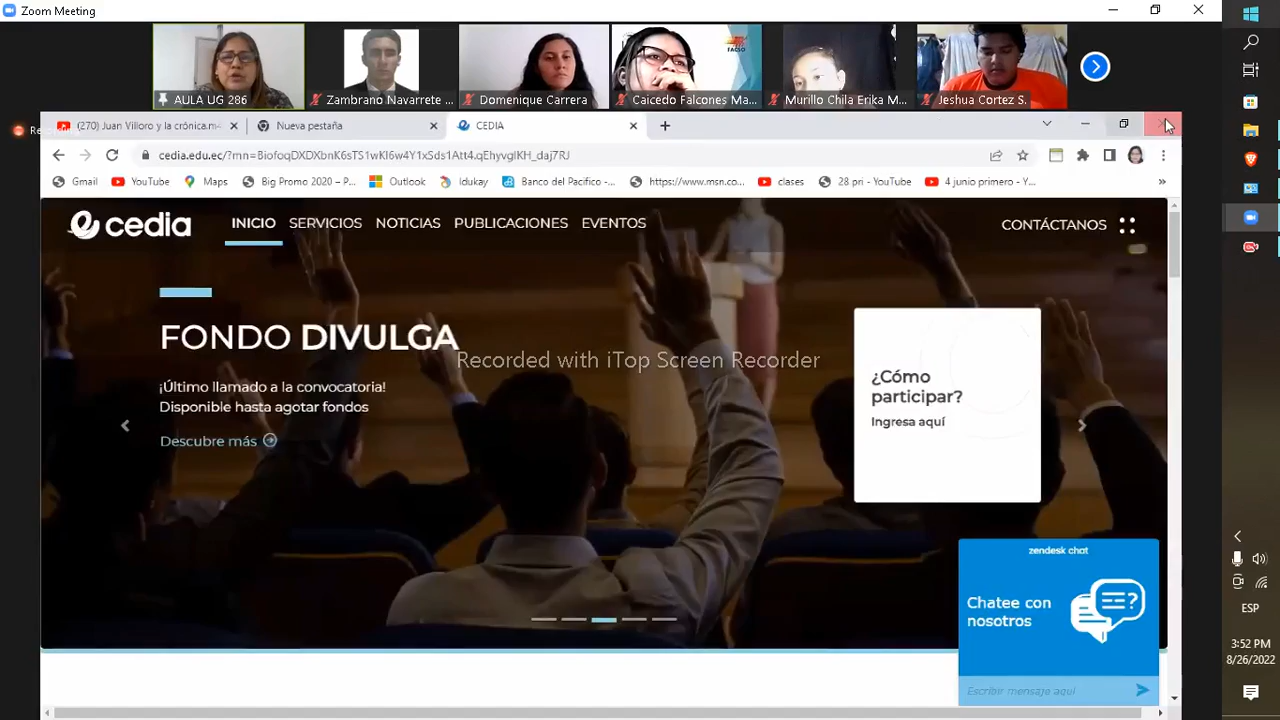 Zoom Meeting
AULA UG 286
Zambrano Navarrete ...
Domenique Carrera
Caicedo Falcones Ma...
Murillo Chila Erika M...
Jeshua Cortez S.
(270) Juan Villoro y la crónica.m4
Nueva pestaña
CEDIA
cedia.edu.ec/?mn=BiofoqDXDXbnK6sTS1wKI6w4Y1xSds1Att4.qEhyvgIKH_daj7RJ
Gmail
YouTube
Maps
Big Promo 2020 – P...
Outlook
Idukay
Banco del Pacifico -...
https://www.msn.co...
clases
28 pri - YouTube
4 junio primero - Y...
cedia
INICIO
SERVICIOS
NOTICIAS
PUBLICACIONES
EVENTOS
CONTÁCTANOS
FONDO DIVULGA
Recorded with iTop Screen Recorder
¡Último llamado a la convocatoria!
Disponible hasta agotar fondos
Descubre más
¿Cómo
participar?
Ingresa aquí
zendesk chat
Chatee con
nosotros
Escribir mensaje aquí
ESP
3:52 PM
8/26/2022